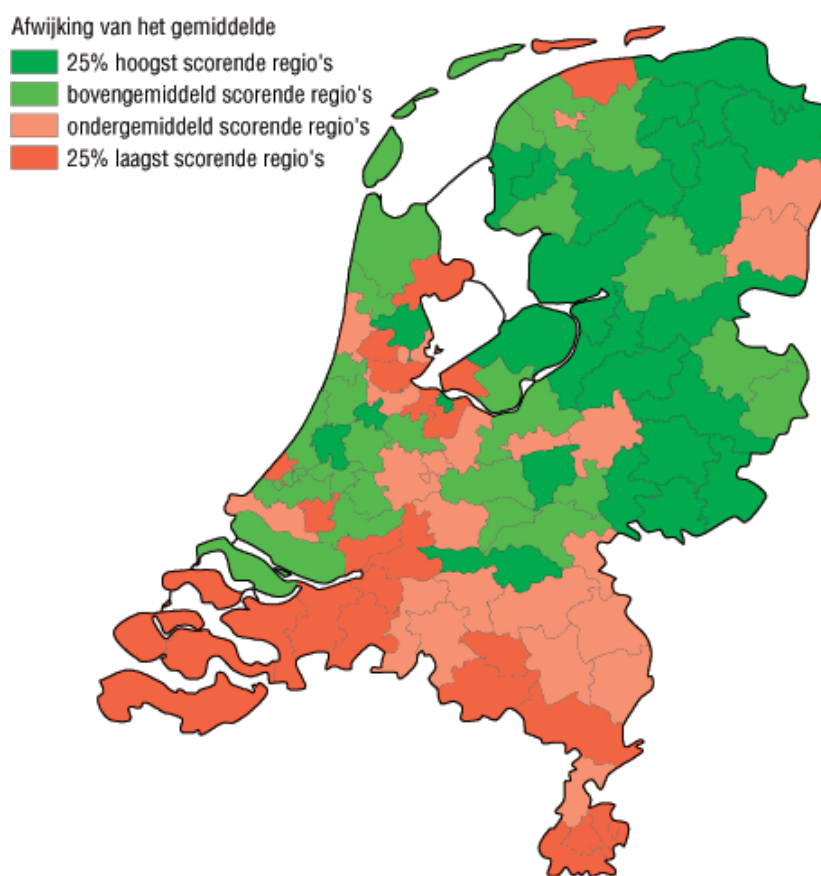 Afwijking van het gemiddelde
25% hoogst scorende regio's
bovengemiddeld scorende regio's
ondergemiddeld scorende regio's
25% laagst scorende regio's